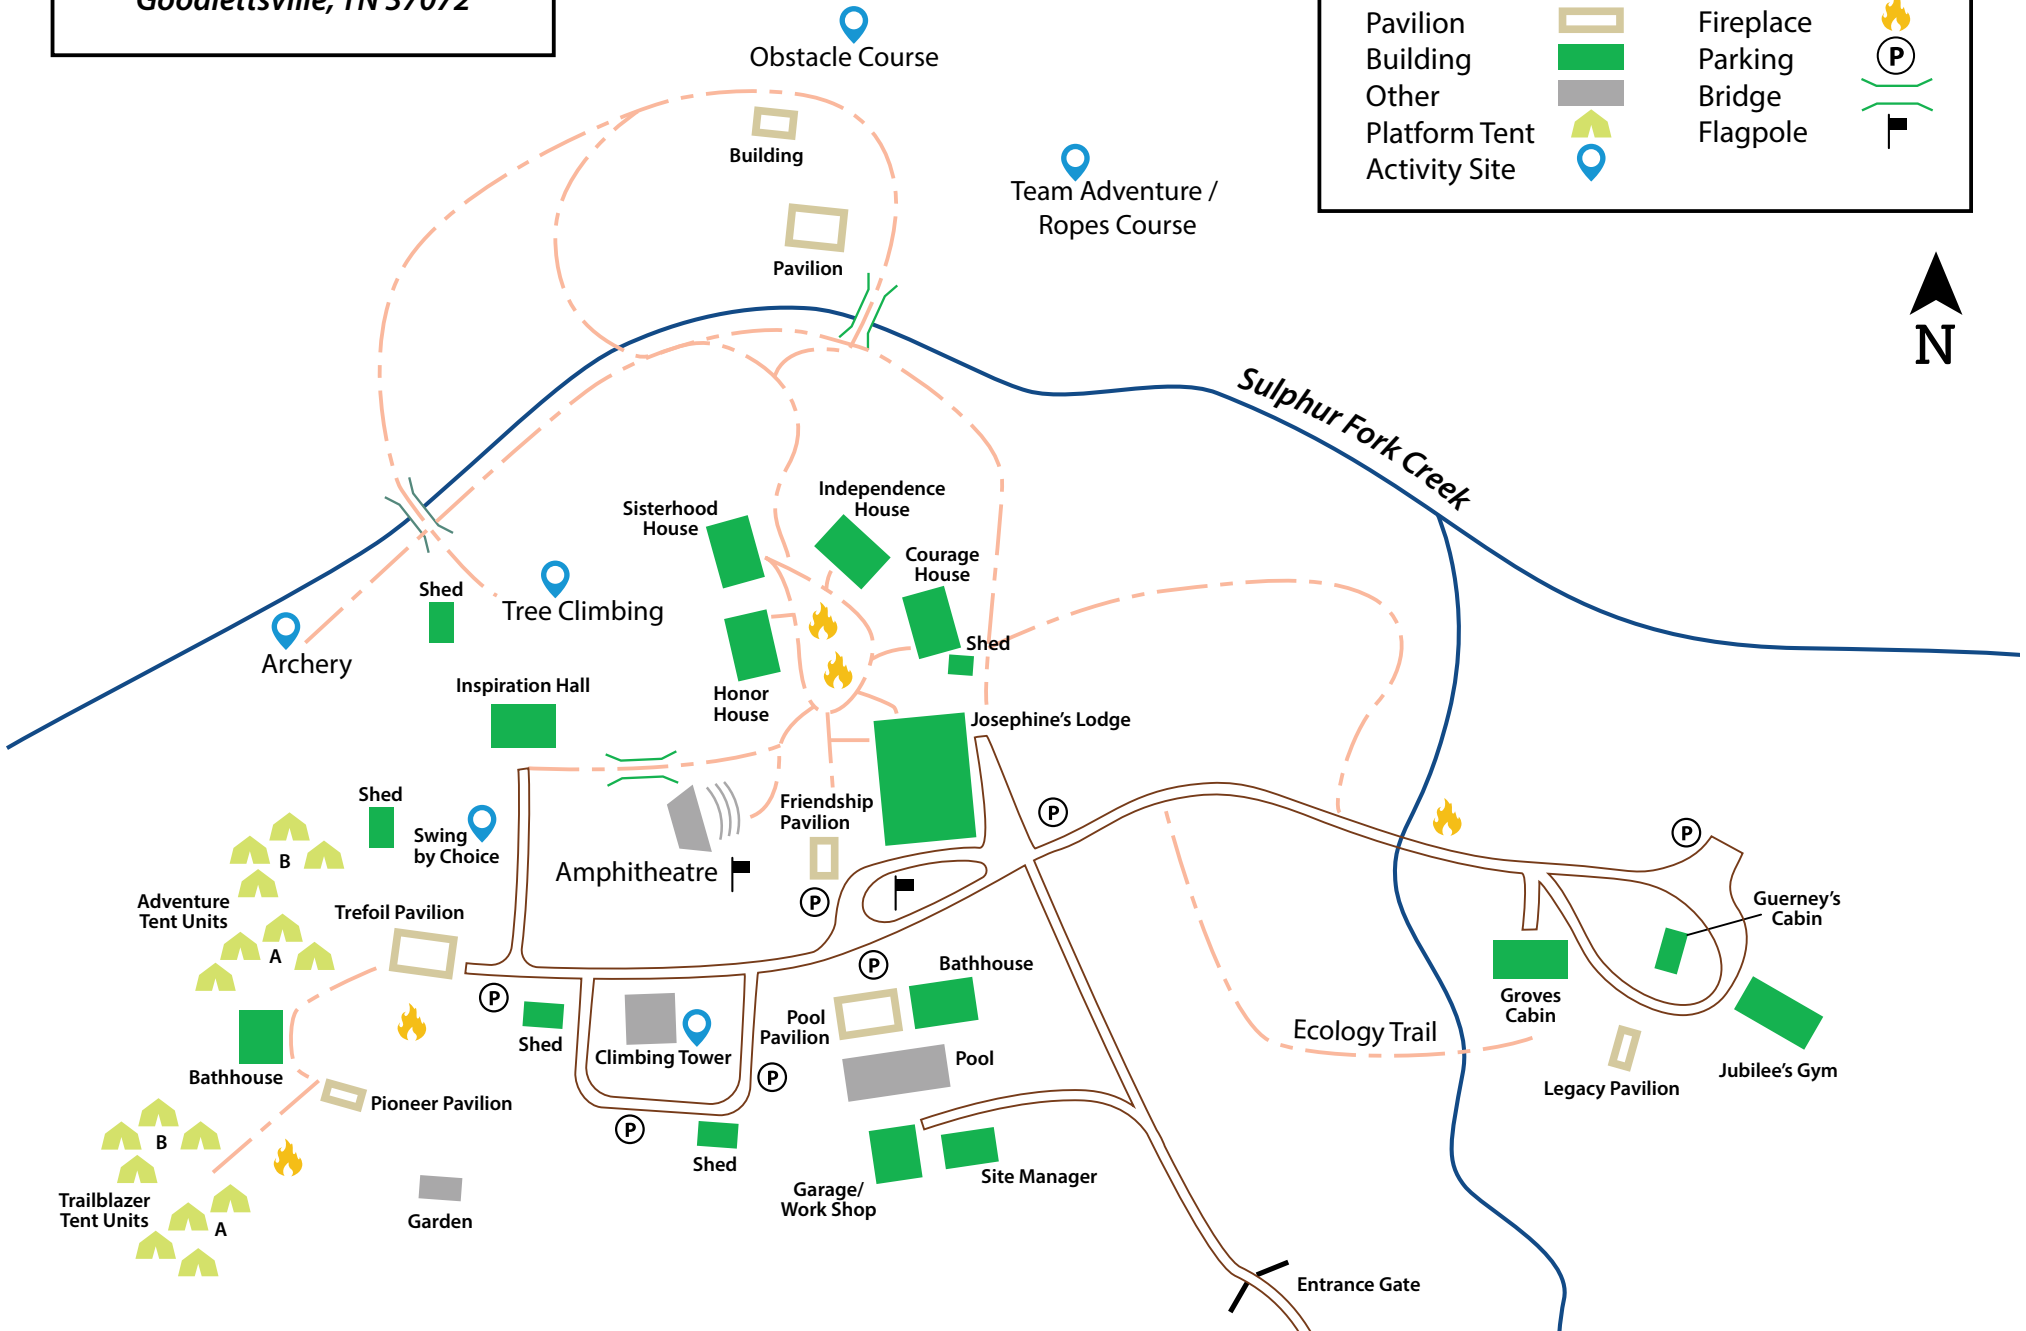 Goodlettsville, TN 37072
Obstacle Course
Pavilion
Building
Other
Platform Tent
Activity Site
Fireplace
Parking
P
Bridge
Flagpole
Building
Team Adventure /
Ropes Course
Pavilion
N
Sulphur Fork Creek
Sisterhood
House
Independence
House
Courage
House
Shed
Tree Climbing
Archery
Shed
Honor
House
Inspiration Hall
Josephine's Lodge
Shed
Swing
by Choice
Friendship
Pavilion
P
P
B
Amphitheatre
Adventure
Tent Units
Trefoil Pavilion
P
Guerney's
Cabin
A
P
Bathhouse
P
Groves
Cabin
Shed
Climbing Tower
Pool
Pavilion
Ecology Trail
Pool
Bathhouse
P
Legacy Pavilion
Jubilee's Gym
Pioneer Pavilion
P
B
Shed
Site Manager
Trailblazer
Tent Units
A
Garden
Garage/
Work Shop
Entrance Gate